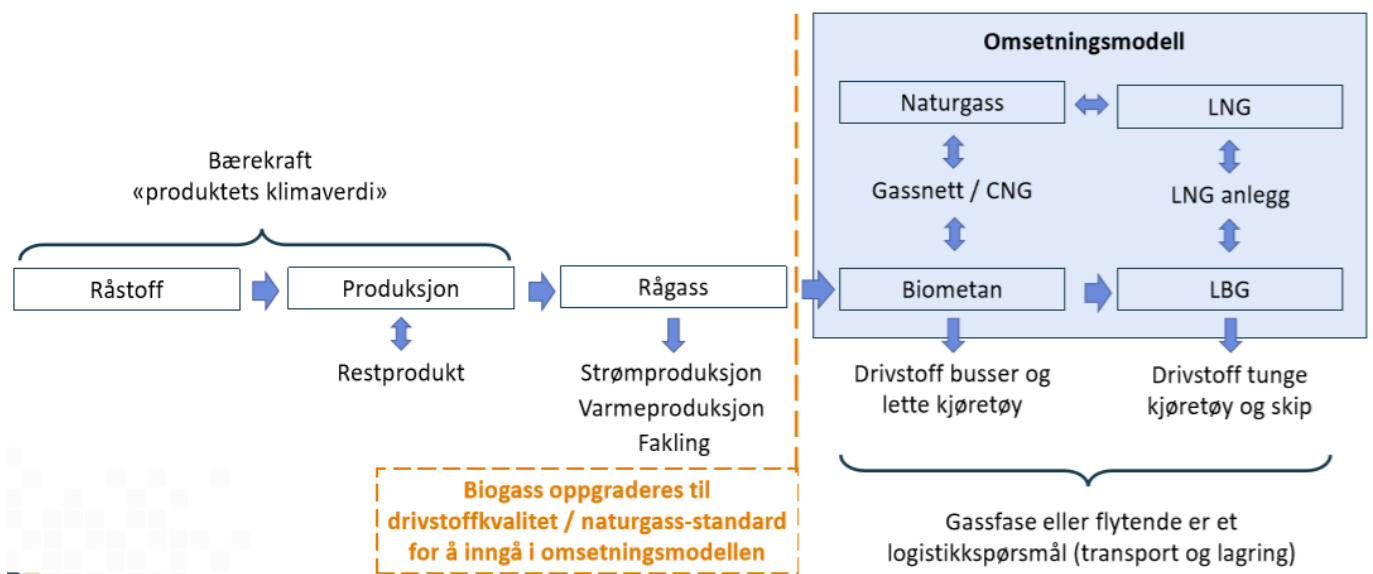 Omsetningsmodell
Naturgass
LNG
Bærekraft
«produktets klimaverdi»
Gassnett / CNG
LNG anlegg
Råstoff
Produksjon
Rågass
Biometan
LBG
Restprodukt
Strømproduksjon
Varmeproduksjon
Fakling
Drivstoff busser og
lette kjøretøy
Drivstoff tunge
kjøretøy og skip
Biogass oppgraderes til
drivstoffkvalitet / naturgass-standard
for å inngå i omsetningsmodellen
Gassfase eller flytende er et
logistikkspørsmål (transport og lagring)